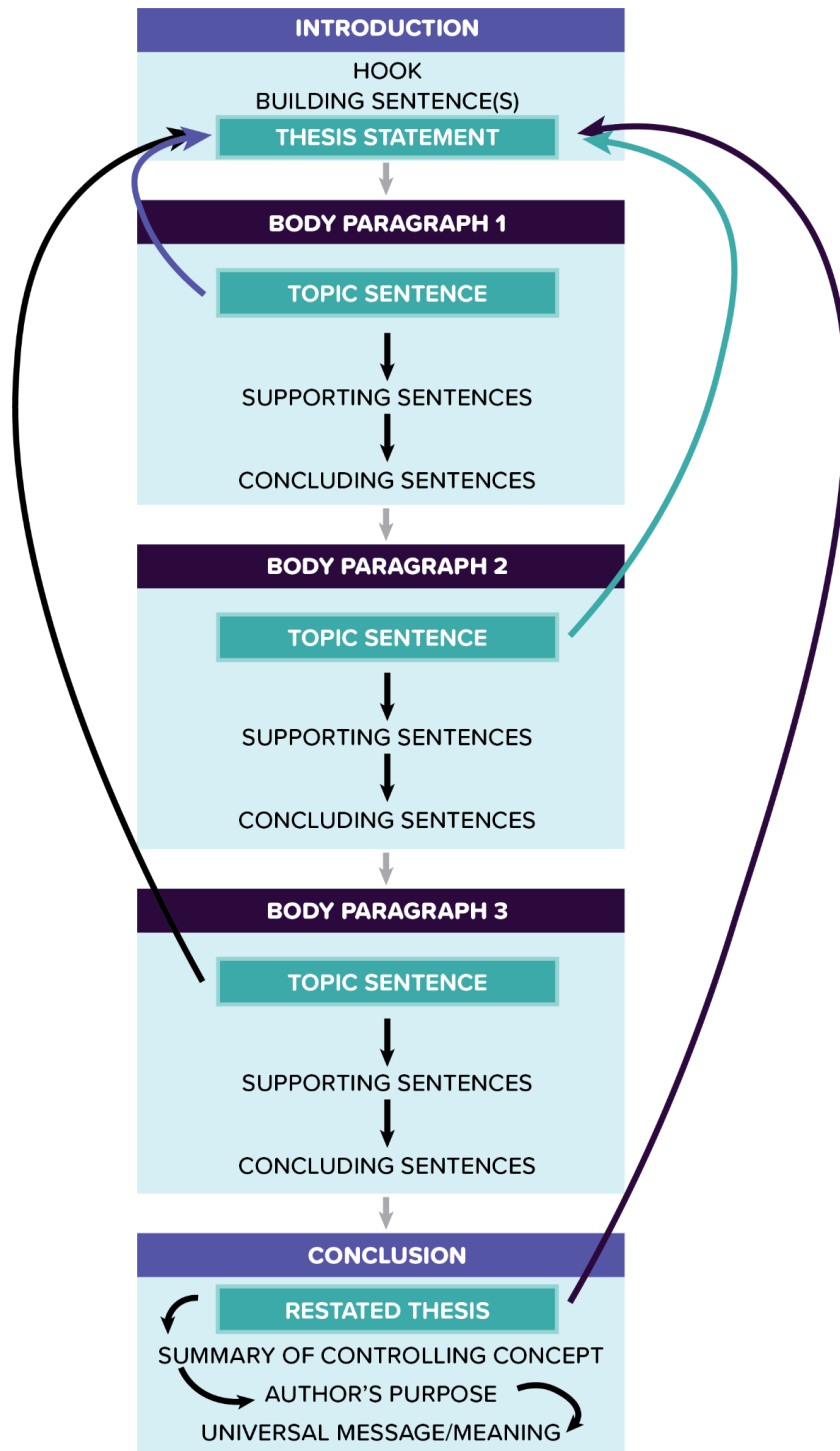 INTRODUCTION
HOOK
BUILDING SENTENCE(S)
THESIS STATEMENT
BODY PARAGRAPH 1
TOPIC SENTENCE
SUPPORTING SENTENCES
CONCLUDING SENTENCES
BODY PARAGRAPH 2
TOPIC SENTENCE
SUPPORTING SENTENCES
CONCLUDING SENTENCES
BODY PARAGRAPH 3
TOPIC SENTENCE
SUPPORTING SENTENCES
CONCLUDING SENTENCES
CONCLUSION
RESTATED THESIS
SUMMARY OF CONTROLLING CONCEPT
AUTHOR'S PURPOSE
UNIVERSAL MESSAGE/MEANING